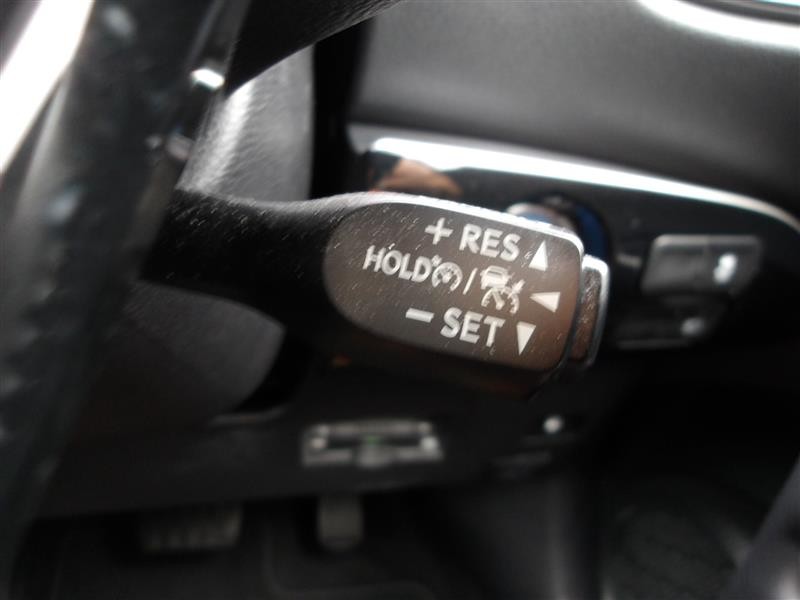 + RES ▲
HOLD / ◀
− SET ▼